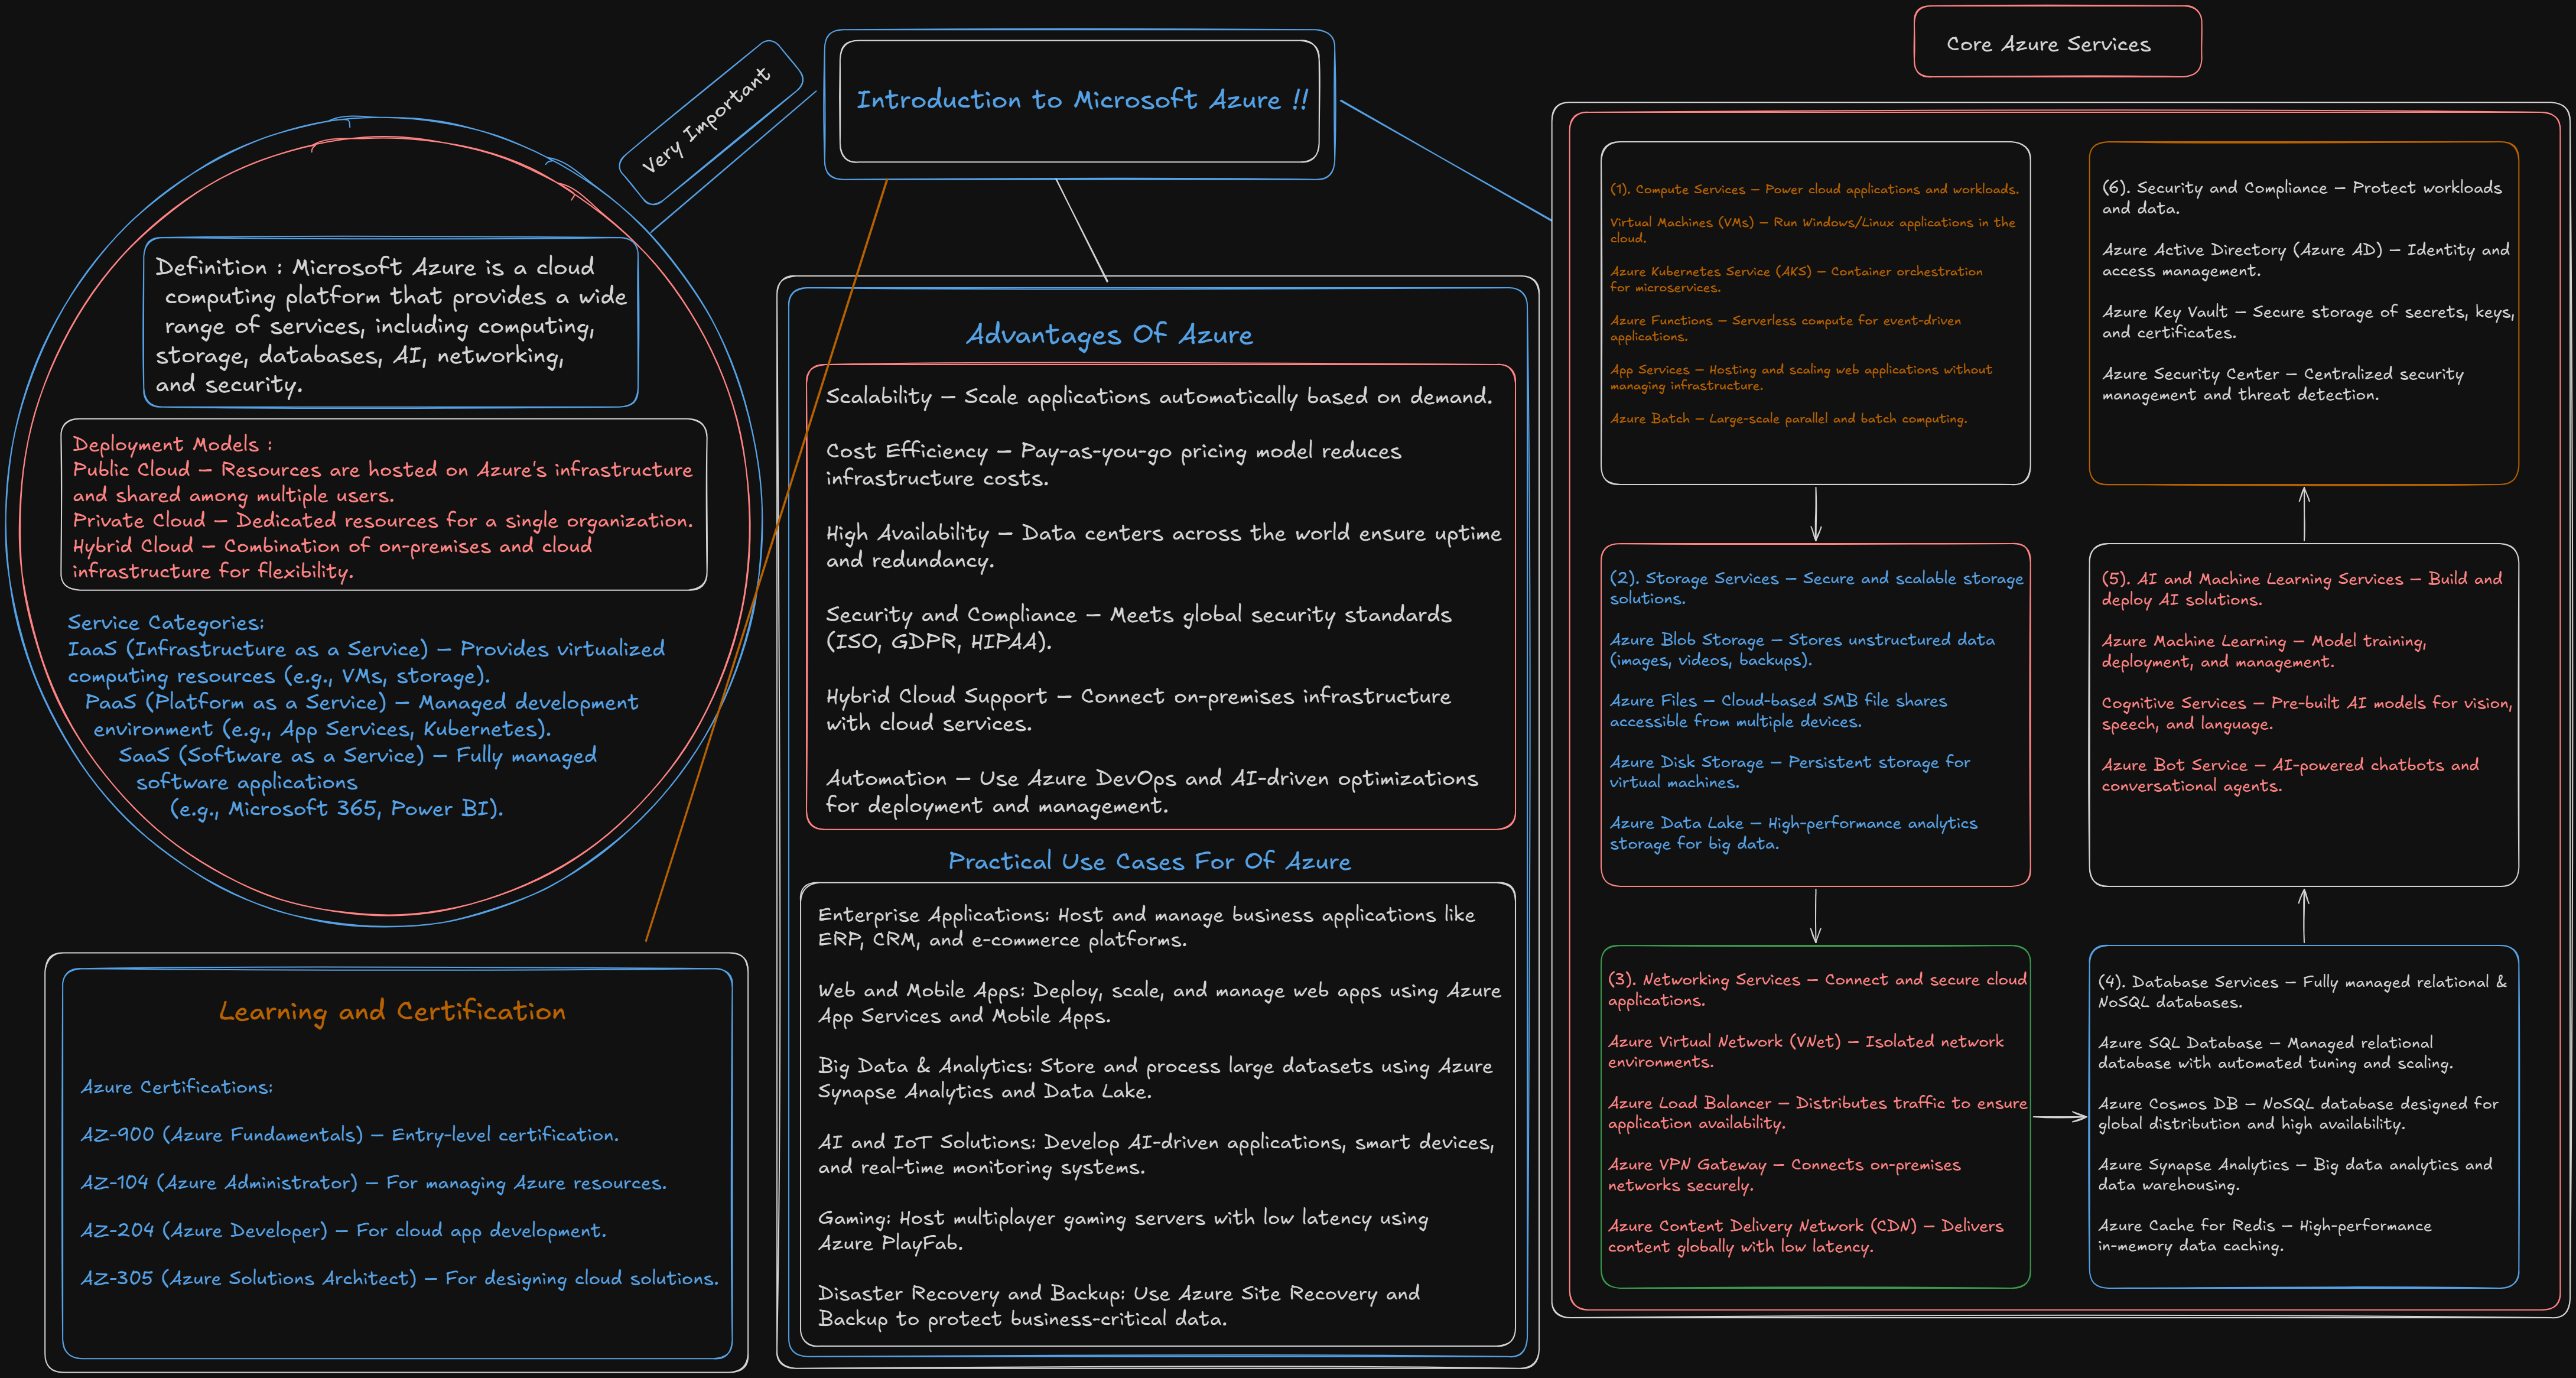 Introduction to Microsoft Azure !!
Very Important
Definition : Microsoft Azure is a cloud
computing platform that provides a wide
range of services, including computing,
storage, databases, AI, networking,
and security.
Deployment Models :
Public Cloud – Resources are hosted on Azure's infrastructure
and shared among multiple users.
Private Cloud – Dedicated resources for a single organization.
Hybrid Cloud – Combination of on-premises and cloud
infrastructure for flexibility.
Service Categories:
IaaS (Infrastructure as a Service) – Provides virtualized
computing resources (e.g., VMs, storage).
PaaS (Platform as a Service) – Managed development
environment (e.g., App Services, Kubernetes).
SaaS (Software as a Service) – Fully managed
software applications
(e.g., Microsoft 365, Power BI).
Learning and Certification
Azure Certifications:
AZ-900 (Azure Fundamentals) – Entry-level certification.
AZ-104 (Azure Administrator) – For managing Azure resources.
AZ-204 (Azure Developer) – For cloud app development.
AZ-305 (Azure Solutions Architect) – For designing cloud solutions.
Advantages Of Azure
Scalability – Scale applications automatically based on demand.
Cost Efficiency – Pay-as-you-go pricing model reduces
infrastructure costs.
High Availability – Data centers across the world ensure uptime
and redundancy.
Security and Compliance – Meets global security standards
(ISO, GDPR, HIPAA).
Hybrid Cloud Support – Connect on-premises infrastructure
with cloud services.
Automation – Use Azure DevOps and AI-driven optimizations
for deployment and management.
Practical Use Cases For Of Azure
Enterprise Applications: Host and manage business applications like
ERP, CRM, and e-commerce platforms.
Web and Mobile Apps: Deploy, scale, and manage web apps using Azure
App Services and Mobile Apps.
Big Data & Analytics: Store and process large datasets using Azure
Synapse Analytics and Data Lake.
AI and IoT Solutions: Develop AI-driven applications, smart devices,
and real-time monitoring systems.
Gaming: Host multiplayer gaming servers with low latency using
Azure PlayFab.
Disaster Recovery and Backup: Use Azure Site Recovery and
Backup to protect business-critical data.
Core Azure Services
(1). Compute Services – Power cloud applications and workloads.
Virtual Machines (VMs) – Run Windows/Linux applications in the
cloud.
Azure Kubernetes Service (AKS) – Container orchestration
for microservices.
Azure Functions – Serverless compute for event-driven
applications.
App Services – Hosting and scaling web applications without
managing infrastructure.
Azure Batch – Large-scale parallel and batch computing.
(2). Storage Services – Secure and scalable storage
solutions.
Azure Blob Storage – Stores unstructured data
(images, videos, backups).
Azure Files – Cloud-based SMB file shares
accessible from multiple devices.
Azure Disk Storage – Persistent storage for
virtual machines.
Azure Data Lake – High-performance analytics
storage for big data.
(3). Networking Services – Connect and secure cloud
applications.
Azure Virtual Network (VNet) – Isolated network
environments.
Azure Load Balancer – Distributes traffic to ensure
application availability.
Azure VPN Gateway – Connects on-premises
networks securely.
Azure Content Delivery Network (CDN) – Delivers
content globally with low latency.
(4). Database Services – Fully managed relational &
NoSQL databases.
Azure SQL Database – Managed relational
database with automated tuning and scaling.
Azure Cosmos DB – NoSQL database designed for
global distribution and high availability.
Azure Synapse Analytics – Big data analytics and
data warehousing.
Azure Cache for Redis – High-performance
in-memory data caching.
(5). AI and Machine Learning Services – Build and
deploy AI solutions.
Azure Machine Learning – Model training,
deployment, and management.
Cognitive Services – Pre-built AI models for vision,
speech, and language.
Azure Bot Service – AI-powered chatbots and
conversational agents.
(6). Security and Compliance – Protect workloads
and data.
Azure Active Directory (Azure AD) – Identity and
access management.
Azure Key Vault – Secure storage of secrets, keys,
and certificates.
Azure Security Center – Centralized security
management and threat detection.